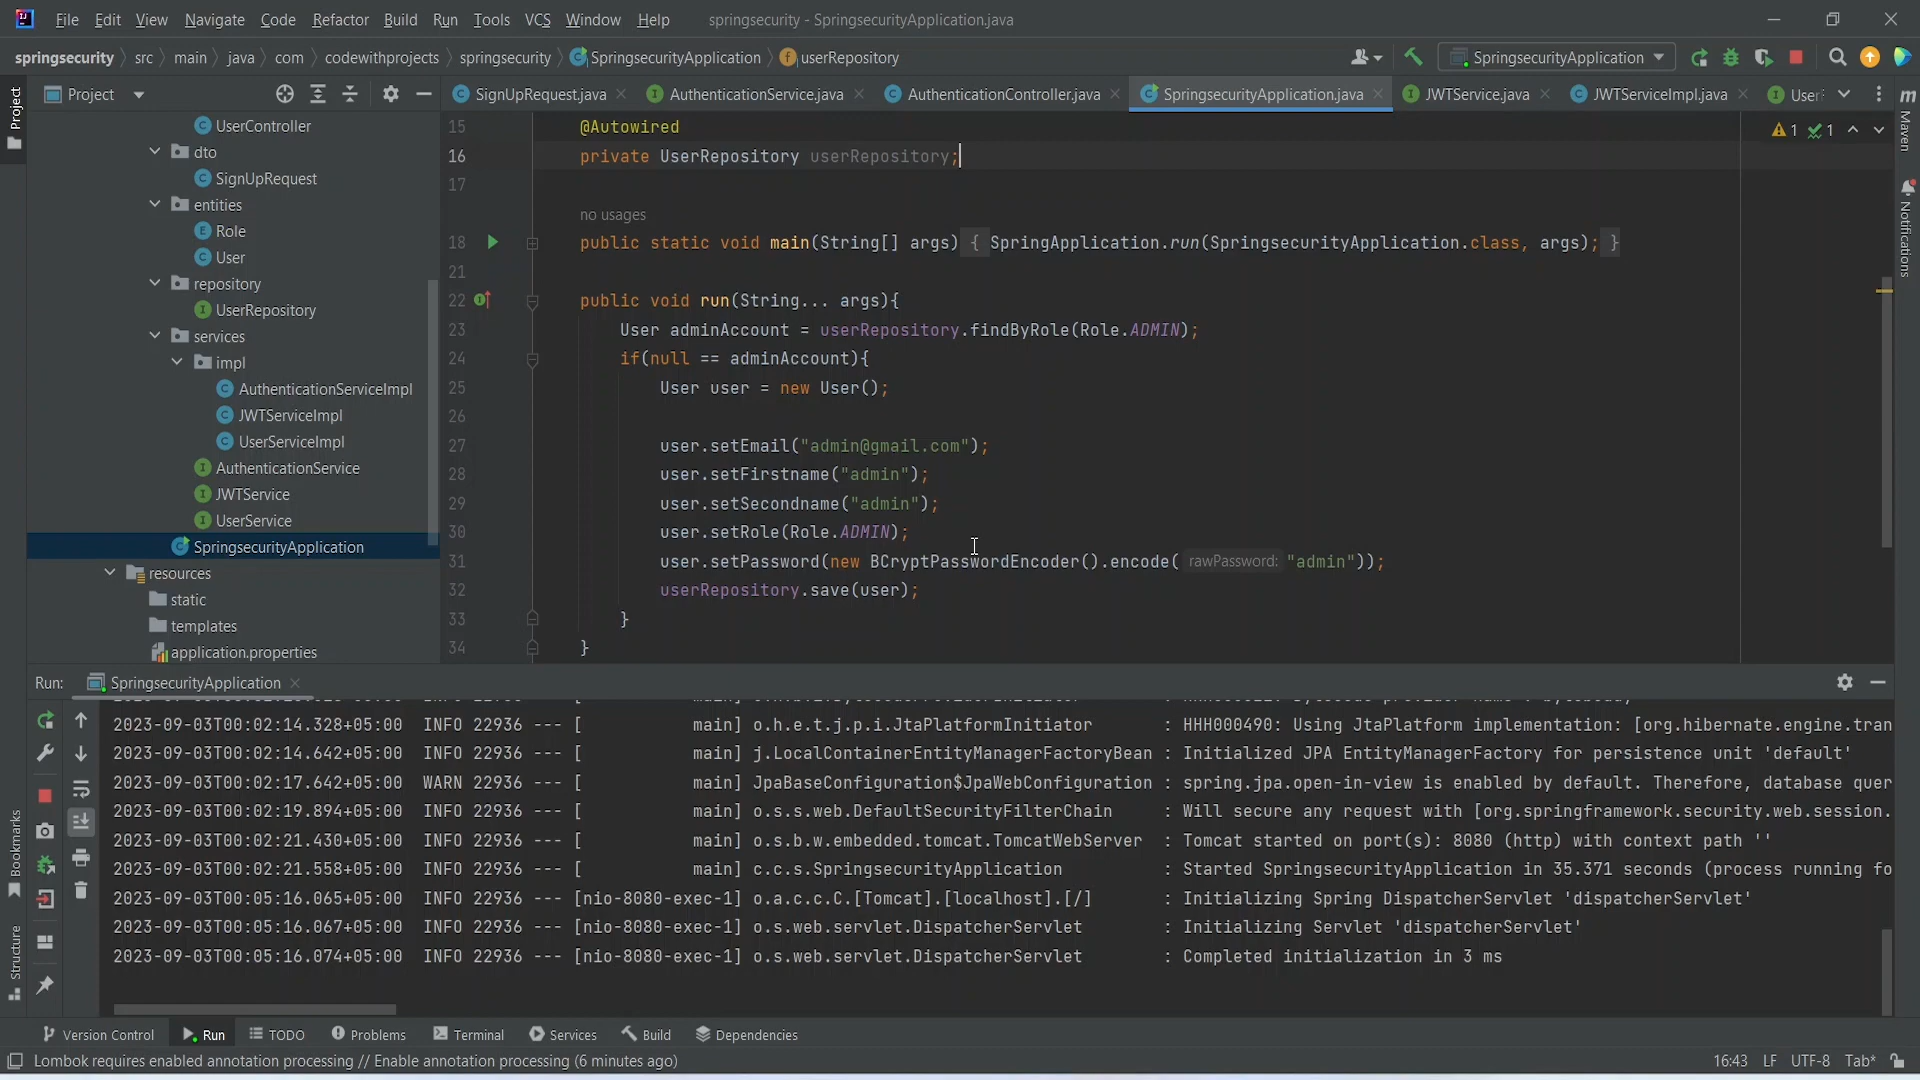 File Edit View Navigate Code Refactor Build Run Tools VCS Window Help springsecurity - SpringsecurityApplication.java
springsecurity src main java com codewithprojects springsecurity SpringsecurityApplication userRepository SpringsecurityApplication
Project
SignUpRequest.java AuthenticationService.java AuthenticationController.java SpringsecurityApplication.java JWTService.java JWTServiceImpl.java User
Project
Bookmarks
Structure
Maven
Notifications
UserController
dto
SignUpRequest
entities
Role
User
repository
UserRepository
services
impl
AuthenticationServiceImpl
JWTServiceImpl
UserServiceImpl
AuthenticationService
JWTService
UserService
SpringsecurityApplication
resources
static
templates
application.properties
1 1
15 @Autowired
16 private UserRepository userRepository;
17
no usages
18 public static void main(String[] args) { SpringApplication.run(SpringsecurityApplication.class, args); }
21
22 public void run(String... args){
23 User adminAccount = userRepository.findByRole(Role.ADMIN);
24 if(null == adminAccount){
25 User user = new User();
26
27 user.setEmail("admin@gmail.com");
28 user.setFirstname("admin");
29 user.setSecondname("admin");
30 user.setRole(Role.ADMIN);
31 user.setPassword(new BCryptPasswordEncoder().encode( rawPassword: "admin"));
32 userRepository.save(user);
33 }
34 }
Run: SpringsecurityApplication
2023-09-03T00:02:14.328+05:00 INFO 22936 --- [ main] o.h.e.t.j.p.i.JtaPlatformInitiator : HHH000490: Using JtaPlatform implementation: [org.hibernate.engine.tran
2023-09-03T00:02:14.642+05:00 INFO 22936 --- [ main] j.LocalContainerEntityManagerFactoryBean : Initialized JPA EntityManagerFactory for persistence unit 'default'
2023-09-03T00:02:17.642+05:00 WARN 22936 --- [ main] JpaBaseConfiguration$JpaWebConfiguration : spring.jpa.open-in-view is enabled by default. Therefore, database quer
2023-09-03T00:02:19.894+05:00 INFO 22936 --- [ main] o.s.s.web.DefaultSecurityFilterChain : Will secure any request with [org.springframework.security.web.session.
2023-09-03T00:02:21.430+05:00 INFO 22936 --- [ main] o.s.b.w.embedded.tomcat.TomcatWebServer : Tomcat started on port(s): 8080 (http) with context path ''
2023-09-03T00:02:21.558+05:00 INFO 22936 --- [ main] c.c.s.SpringsecurityApplication : Started SpringsecurityApplication in 35.371 seconds (process running fo
2023-09-03T00:05:16.065+05:00 INFO 22936 --- [nio-8080-exec-1] o.a.c.c.C.[Tomcat].[localhost].[/] : Initializing Spring DispatcherServlet 'dispatcherServlet'
2023-09-03T00:05:16.067+05:00 INFO 22936 --- [nio-8080-exec-1] o.s.web.servlet.DispatcherServlet : Initializing Servlet 'dispatcherServlet'
2023-09-03T00:05:16.074+05:00 INFO 22936 --- [nio-8080-exec-1] o.s.web.servlet.DispatcherServlet : Completed initialization in 3 ms
Version Control Run TODO Problems Terminal Services Build Dependencies
Lombok requires enabled annotation processing // Enable annotation processing (6 minutes ago) 16:43 LF UTF-8 Tab*